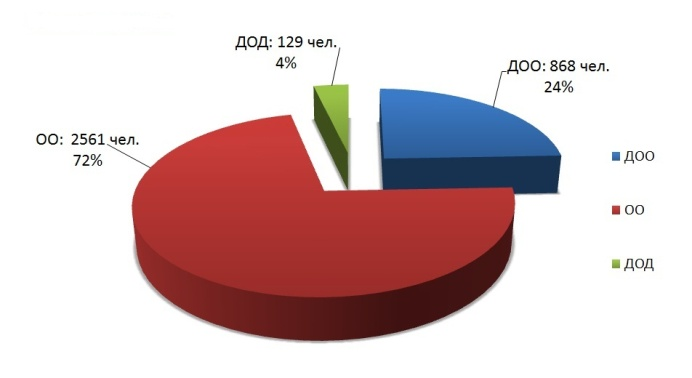 ДОД: 129 чел.
4%
ДОО: 868 чел.
24%
ОО: 2561 чел.
72%
ДОО
ОО
ДОД